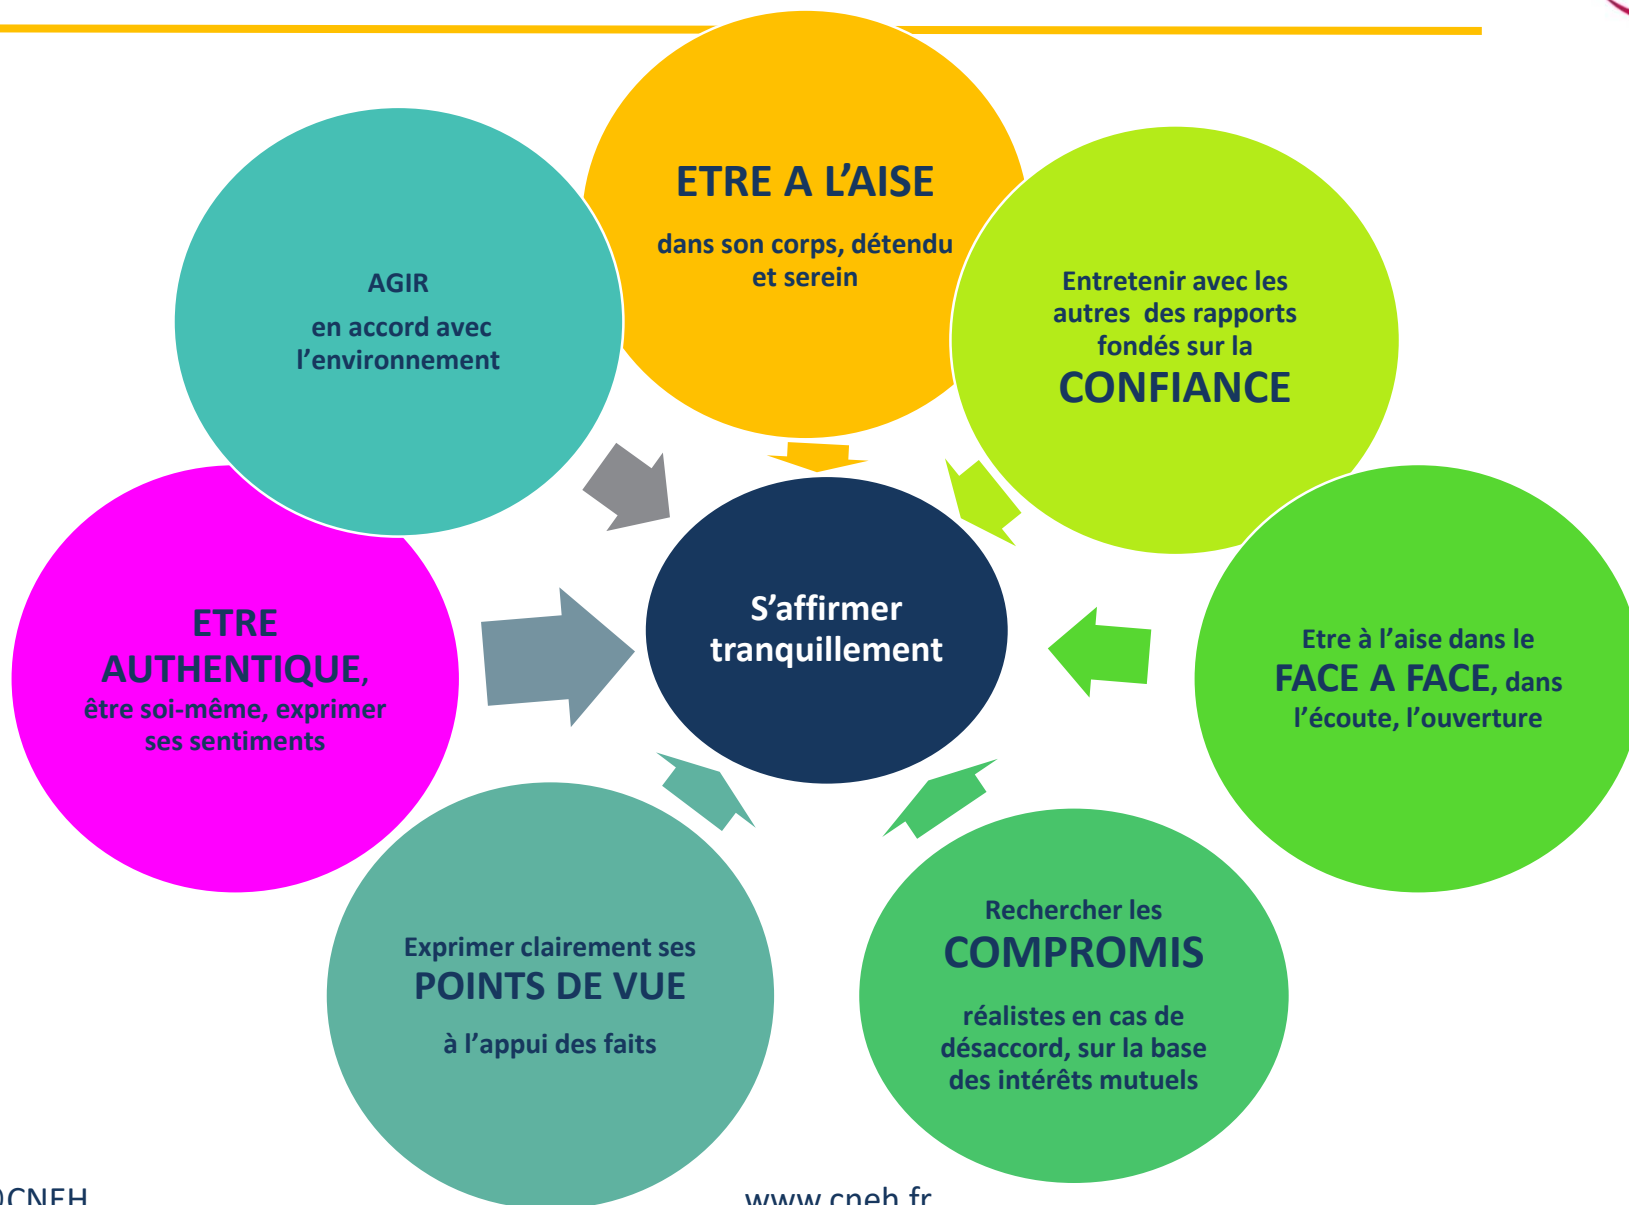 ETRE A L’AISE
dans son corps, détendu
et serein
AGIR
en accord avec
l’environnement
Entretenir avec les
autres des rapports
fondés sur la
CONFIANCE
S’affirmer
tranquillement
ETRE
AUTHENTIQUE,
être soi-même, exprimer
ses sentiments
Etre à l’aise dans le
FACE A FACE, dans
l’écoute, l’ouverture
Exprimer clairement ses
POINTS DE VUE
à l’appui des faits
Rechercher les
COMPROMIS
réalistes en cas de
désaccord, sur la base
des intérêts mutuels
CNEH
www.cneh.fr